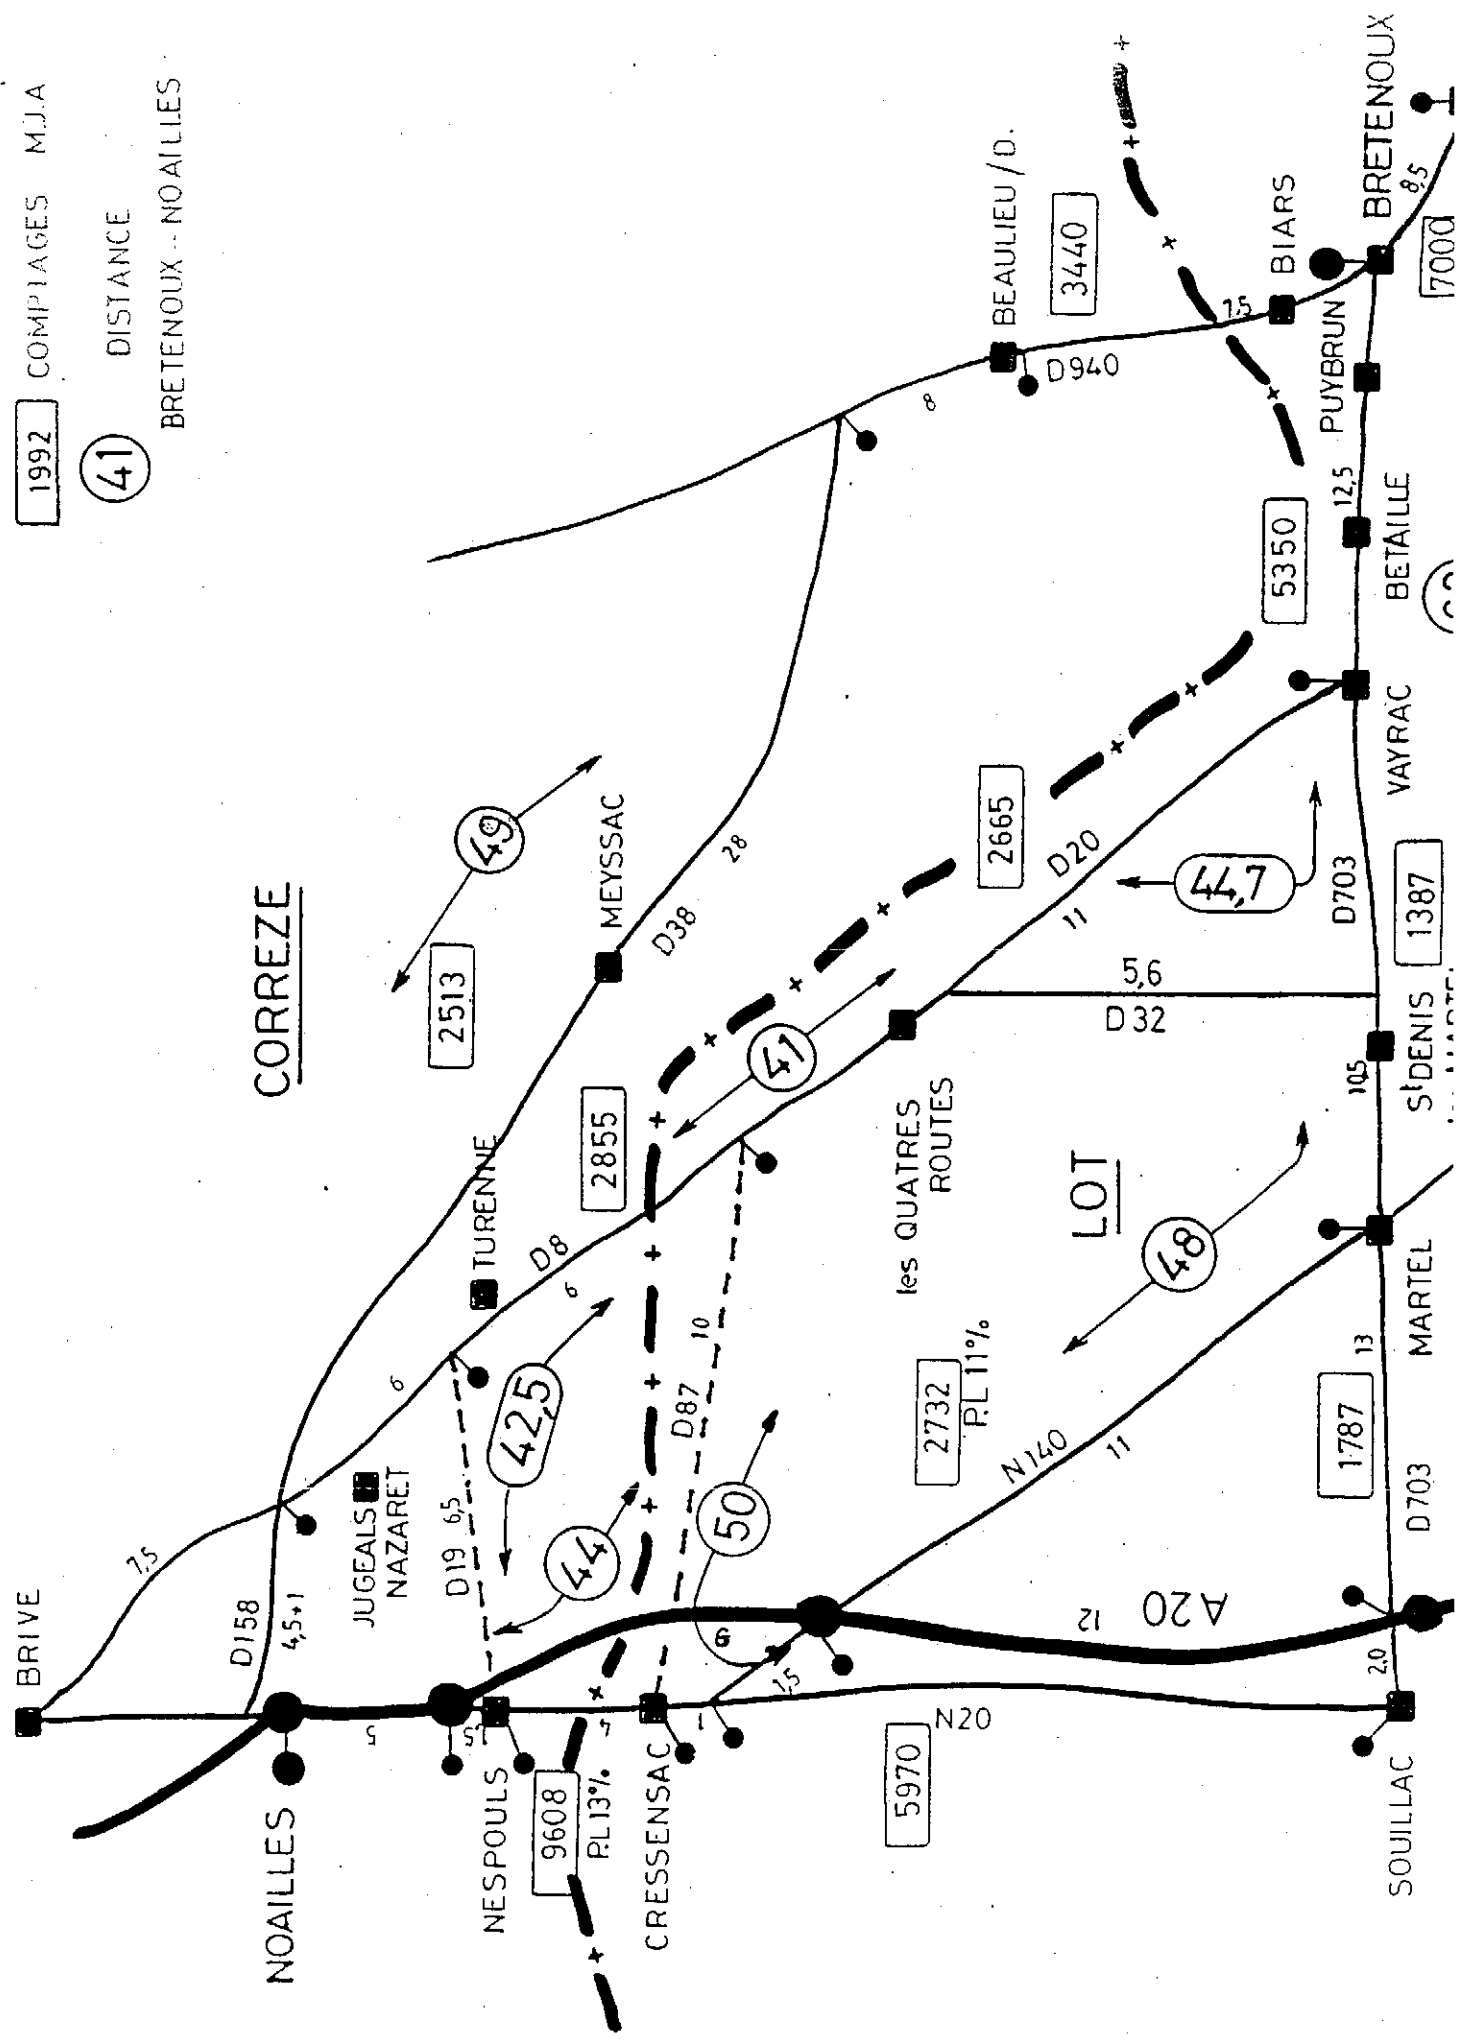 1992 COMPTAGES M.J.A
41 DISTANCE
BRETENOUX -- NOAILLES
CORREZE
LOT
BRIVE
7,5
D158
4,5+1
NOAILLES
5
JUGEALS
NAZARET
6
D19 6,5
42,5
TURENNE
D8
6
2513
49
MEYSSAC
D38
28
2855
41
44
NESPOULS
9608
P.L 13%
4
CRESSENSAC
1
1,5
6
50
D87
10
5970
N20
2732
P.L 11%
N140
11
48
les QUATRES
ROUTES
2665
D20
11
44,7
D32
5,6
BEAULIEU /D.
8
D940
3440
7,5
BIARS
BRETENOUX
8,5
7000
PUYBRUN
12,5
BETAILLE
5350
VAYRAC
D703
1387
StDENIS
10,5
MARTEL
13
1787
D703
A20
12
2,0
SOUILLAC